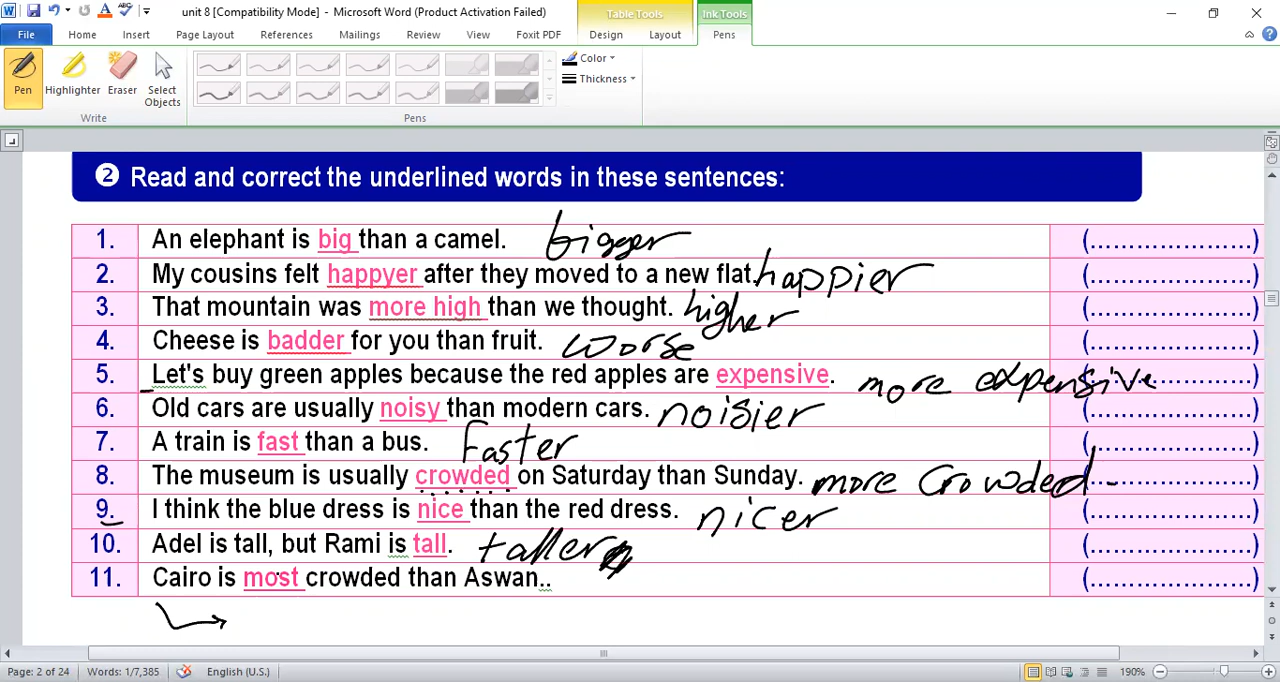 unit 8 [Compatibility Mode] - Microsoft Word (Product Activation Failed)
Table Tools
Ink Tools
File Home Insert Page Layout References Mailings Review View Foxit PDF Design Layout Pens
Pen Highlighter Eraser Select Objects
Color
Thickness
Write Pens
2 Read and correct the underlined words in these sentences:
1. An elephant is big than a camel. bigger (..............................)
2. My cousins felt happyer after they moved to a new flat. happier (..............................)
3. That mountain was more high than we thought. higher (..............................)
4. Cheese is badder for you than fruit. worse (..............................)
5. Let's buy green apples because the red apples are expensive. more expensive (..............................)
6. Old cars are usually noisy than modern cars. noisier (..............................)
7. A train is fast than a bus. Faster (..............................)
8. The museum is usually crowded on Saturday than Sunday. more crowded (..............................)
9. I think the blue dress is nice than the red dress. nicer (..............................)
10. Adel is tall, but Rami is tall. taller (..............................)
11. Cairo is most crowded than Aswan.. (..............................)
Page: 2 of 24 Words: 1/7,385 English (U.S.) 190%